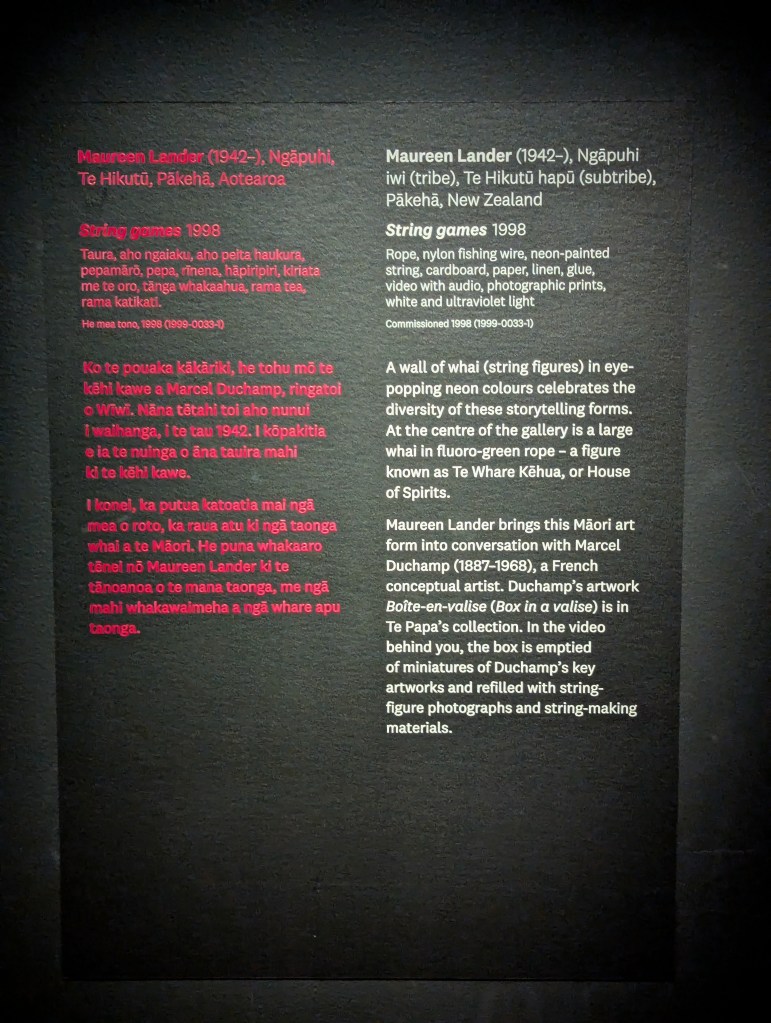 Maureen Lander (1942–), Ngāpuhi,
Te Hikutū, Pākehā, Aotearoa
String games 1998
Taura, aho ngaiaku, aho peita haukura,
pepamārō, pepa, rīnena, hāpiripiri, kiriata
me te oro, tānga whakaahua, rama tea,
rama katikati.
He mea tono, 1998 (1999-0033-1)
Ko te pouaka kākāriki, he tohu mō te
kēhi kawe a Marcel Duchamp, ringatoi
o Wīwī. Nāna tētahi toi aho nunui
i waihanga, i te tau 1942. I kōpakitia
e ia te nuinga o āna tauira mahi
ki te kēhi kawe.
I konei, ka putua katoatia mai ngā
mea o roto, ka raua atu ki ngā taonga
whai a te Māori. He puna whakaaro
tēnei nō Maureen Lander ki te
tānoanoa o te mana taonga, me ngā
mahi whakawaimeha a ngā whare apu
taonga.
Maureen Lander (1942–), Ngāpuhi
iwi (tribe), Te Hikutū hapū (subtribe),
Pākehā, New Zealand
String games 1998
Rope, nylon fishing wire, neon-painted
string, cardboard, paper, linen, glue,
video with audio, photographic prints,
white and ultraviolet light
Commissioned 1998 (1999-0033-1)
A wall of whai (string figures) in eye-
popping neon colours celebrates the
diversity of these storytelling forms.
At the centre of the gallery is a large
whai in fluoro-green rope – a figure
known as Te Whare Kēhua, or House
of Spirits.
Maureen Lander brings this Māori art
form into conversation with Marcel
Duchamp (1887–1968), a French
conceptual artist. Duchamp's artwork
Boîte-en-valise (Box in a valise) is in
Te Papa's collection. In the video
behind you, the box is emptied
of miniatures of Duchamp's key
artworks and refilled with string-
figure photographs and string-making
materials.